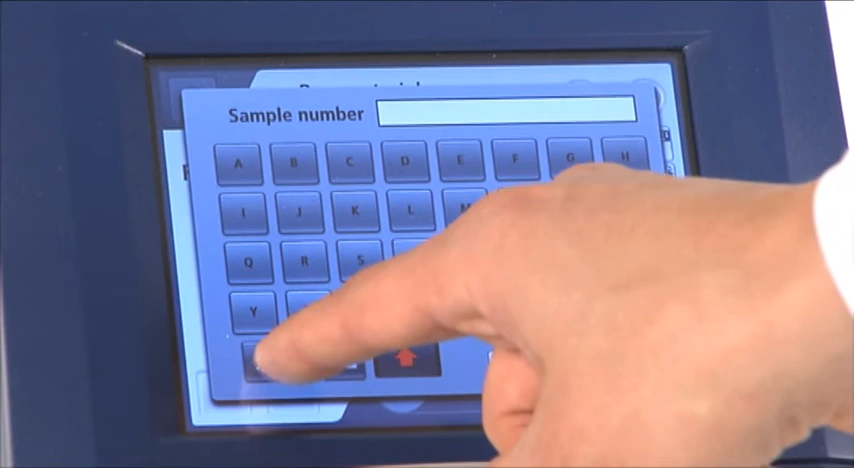 Sample number
A B C D E F G H
I J K L M
Q R S
Y